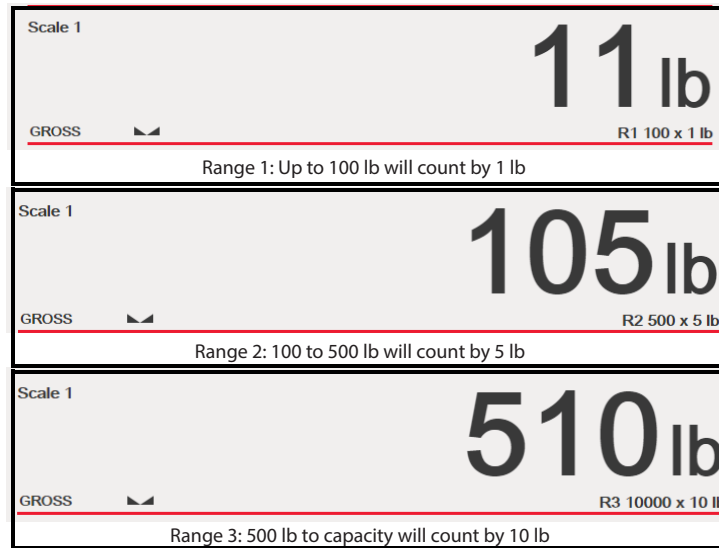 Scale 1
11 lb
GROSS R1 100 x 1 lb
Range 1: Up to 100 lb will count by 1 lb
Scale 1
105 lb
GROSS R2 500 x 5 lb
Range 2: 100 to 500 lb will count by 5 lb
Scale 1
510 lb
GROSS R3 10000 x 10 lb
Range 3: 500 lb to capacity will count by 10 lb